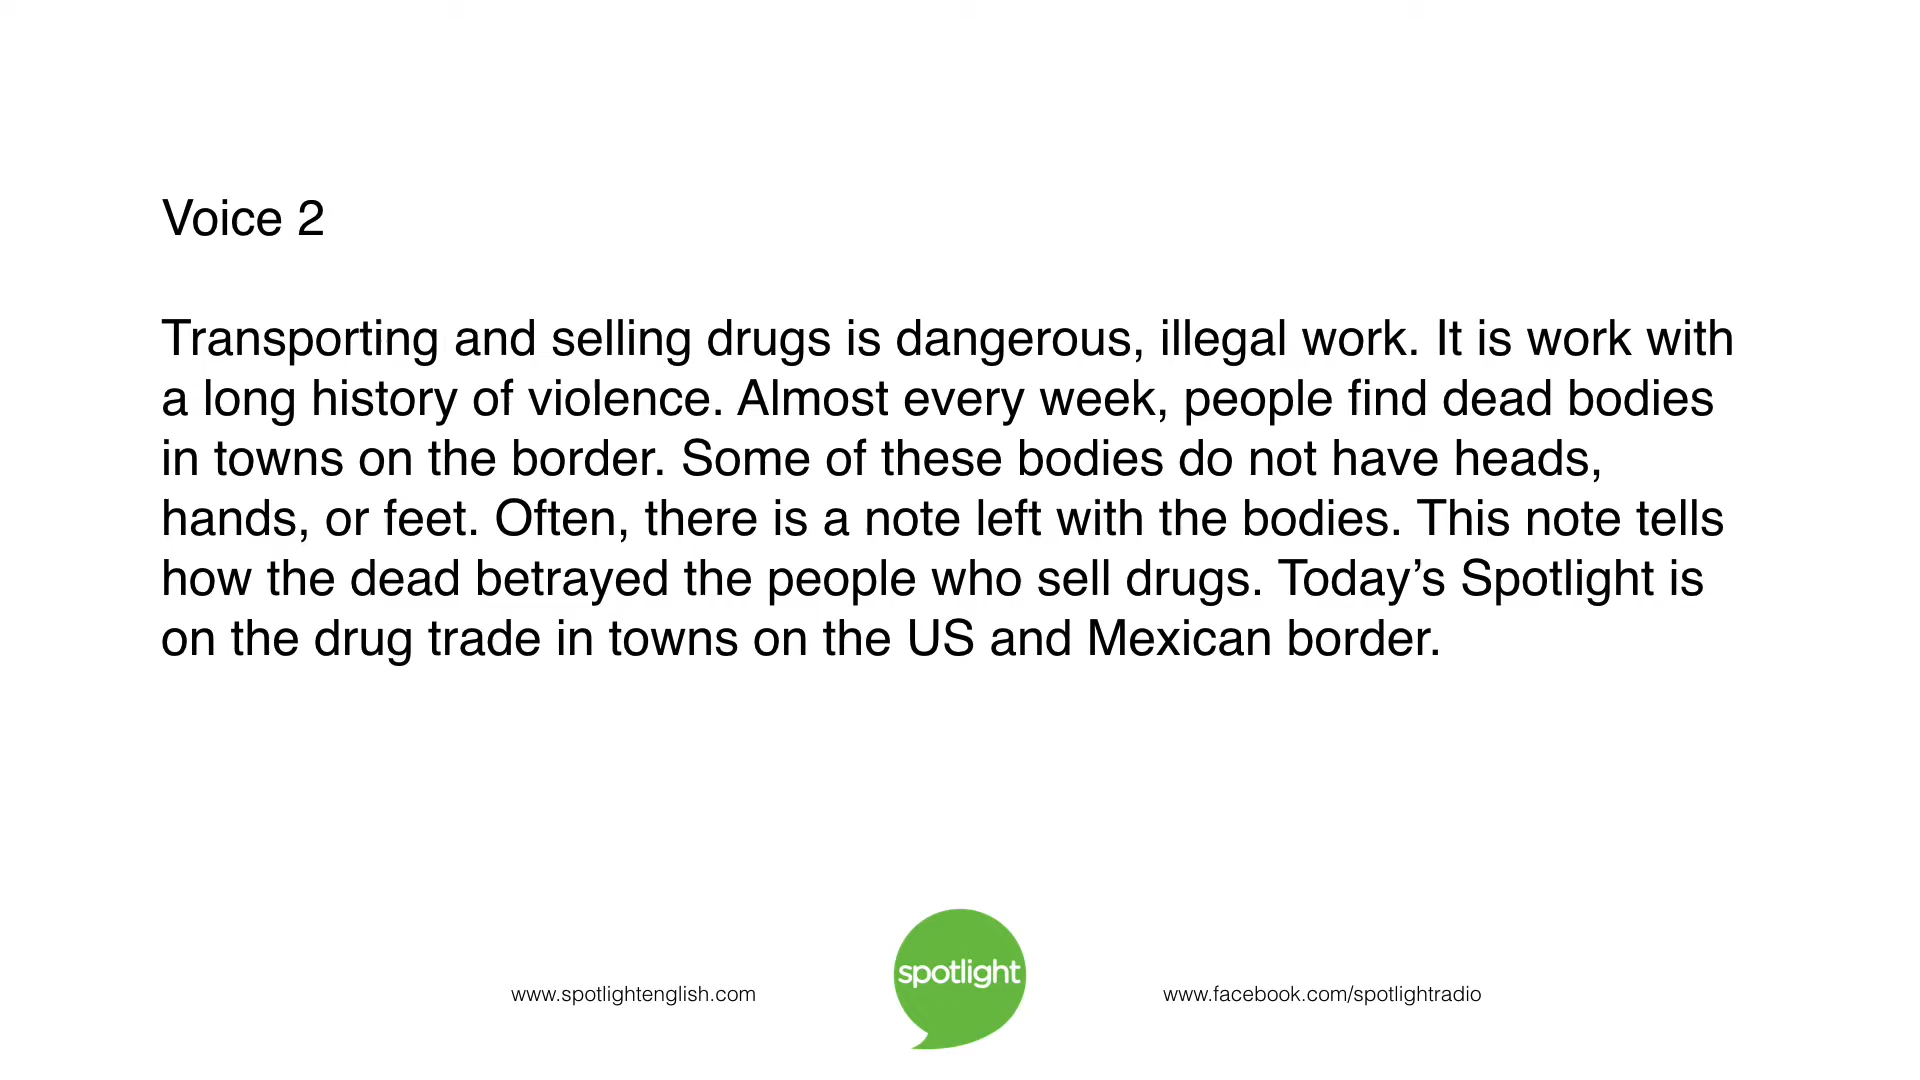 Voice 2
Transporting and selling drugs is dangerous, illegal work. It is work with
a long history of violence. Almost every week, people find dead bodies
in towns on the border. Some of these bodies do not have heads,
hands, or feet. Often, there is a note left with the bodies. This note tells
how the dead betrayed the people who sell drugs. Today’s Spotlight is
on the drug trade in towns on the US and Mexican border.
spotlight
www.spotlightenglish.com
www.facebook.com/spotlightradio